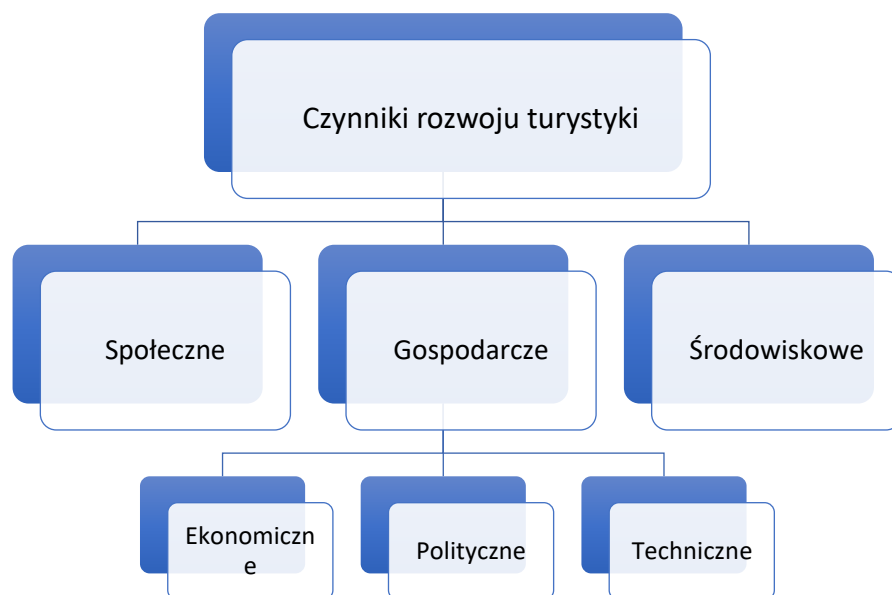 Czynniki rozwoju turystyki
Społeczne
Gospodarcze
Środowiskowe
Ekonomiczn
e
Polityczne
Techniczne